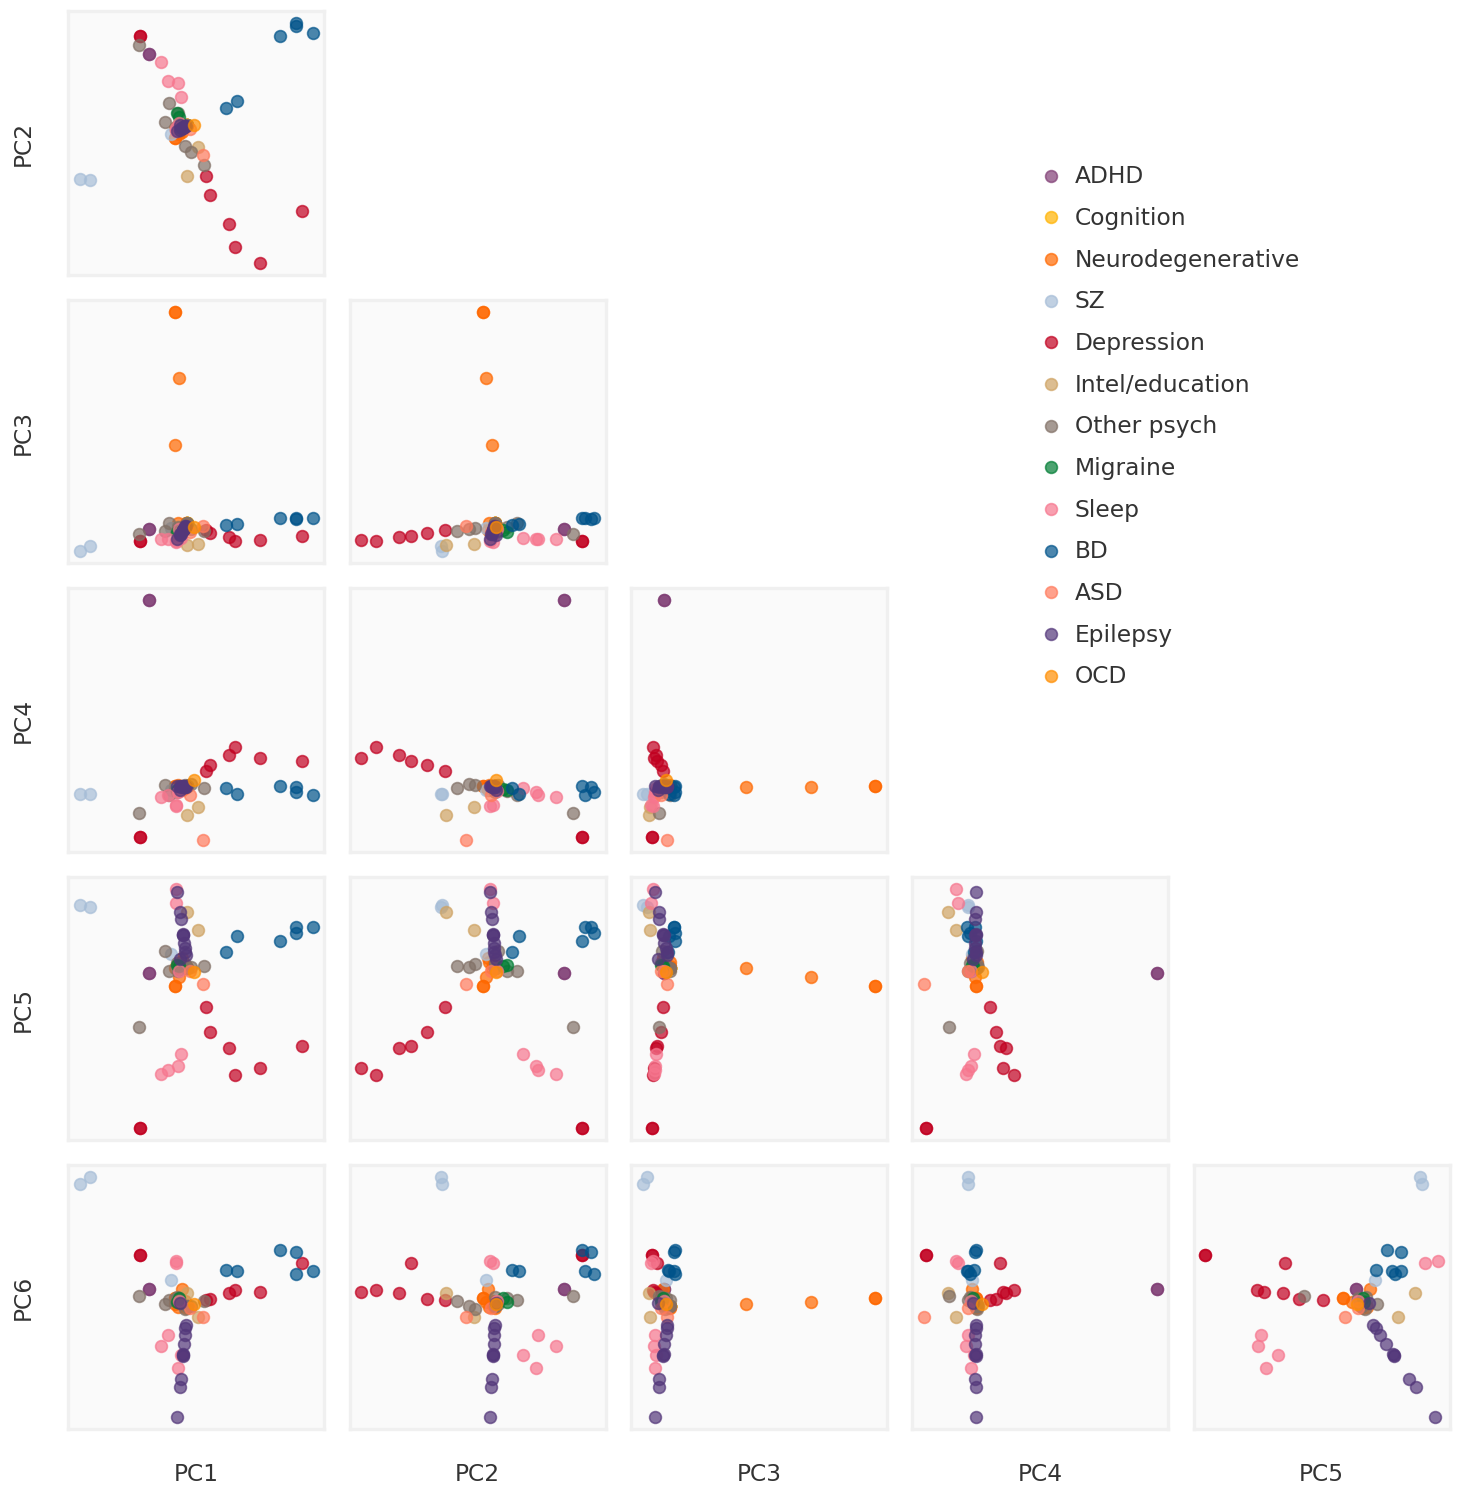 PC2
ADHD
Cognition
Neurodegenerative
SZ
Depression
Intel/education
Other psych
Migraine
Sleep
BD
ASD
Epilepsy
OCD
PC3
PC4
PC5
PC6
PC1
PC2
PC3
PC4
PC5